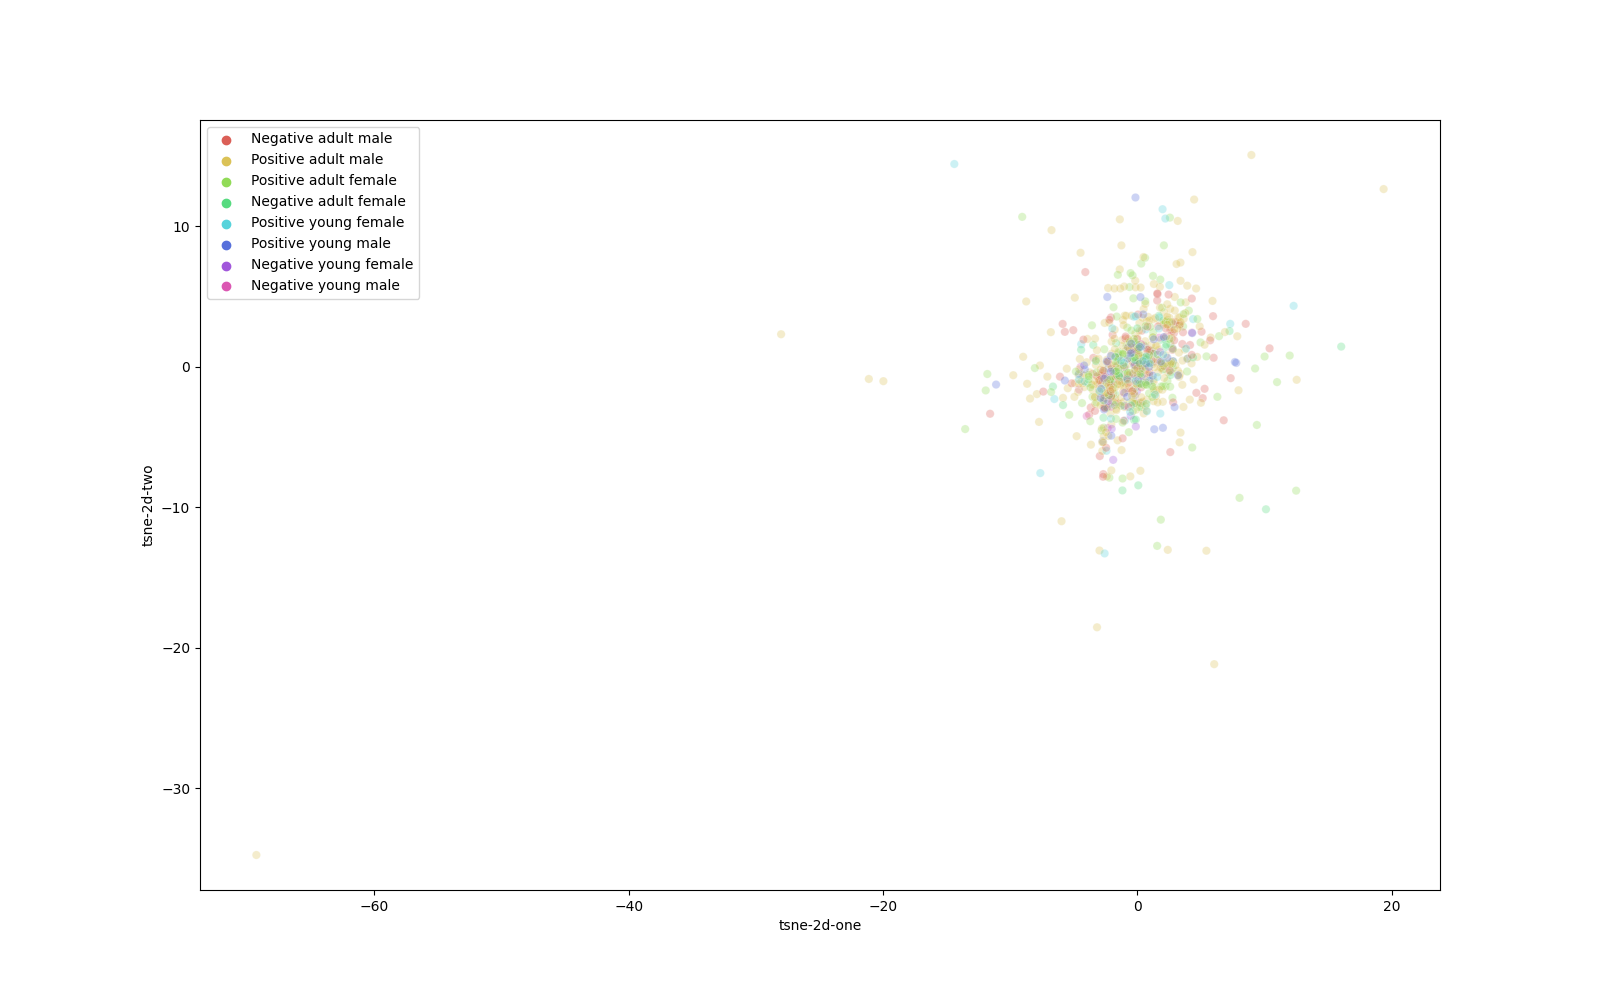 Negative adult male
Positive adult male
Positive adult female
Negative adult female
Positive young female
Positive young male
Negative young female
Negative young male
10
0
−10
−20
−30
tsne-2d-two
−60
−40
−20
0
20
tsne-2d-one